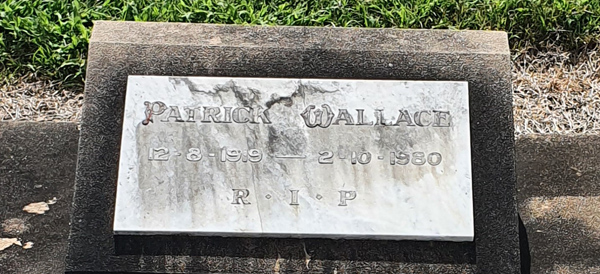 PATRICK WALLACE
12-8-1919 — 2-10-1980
R·I·P